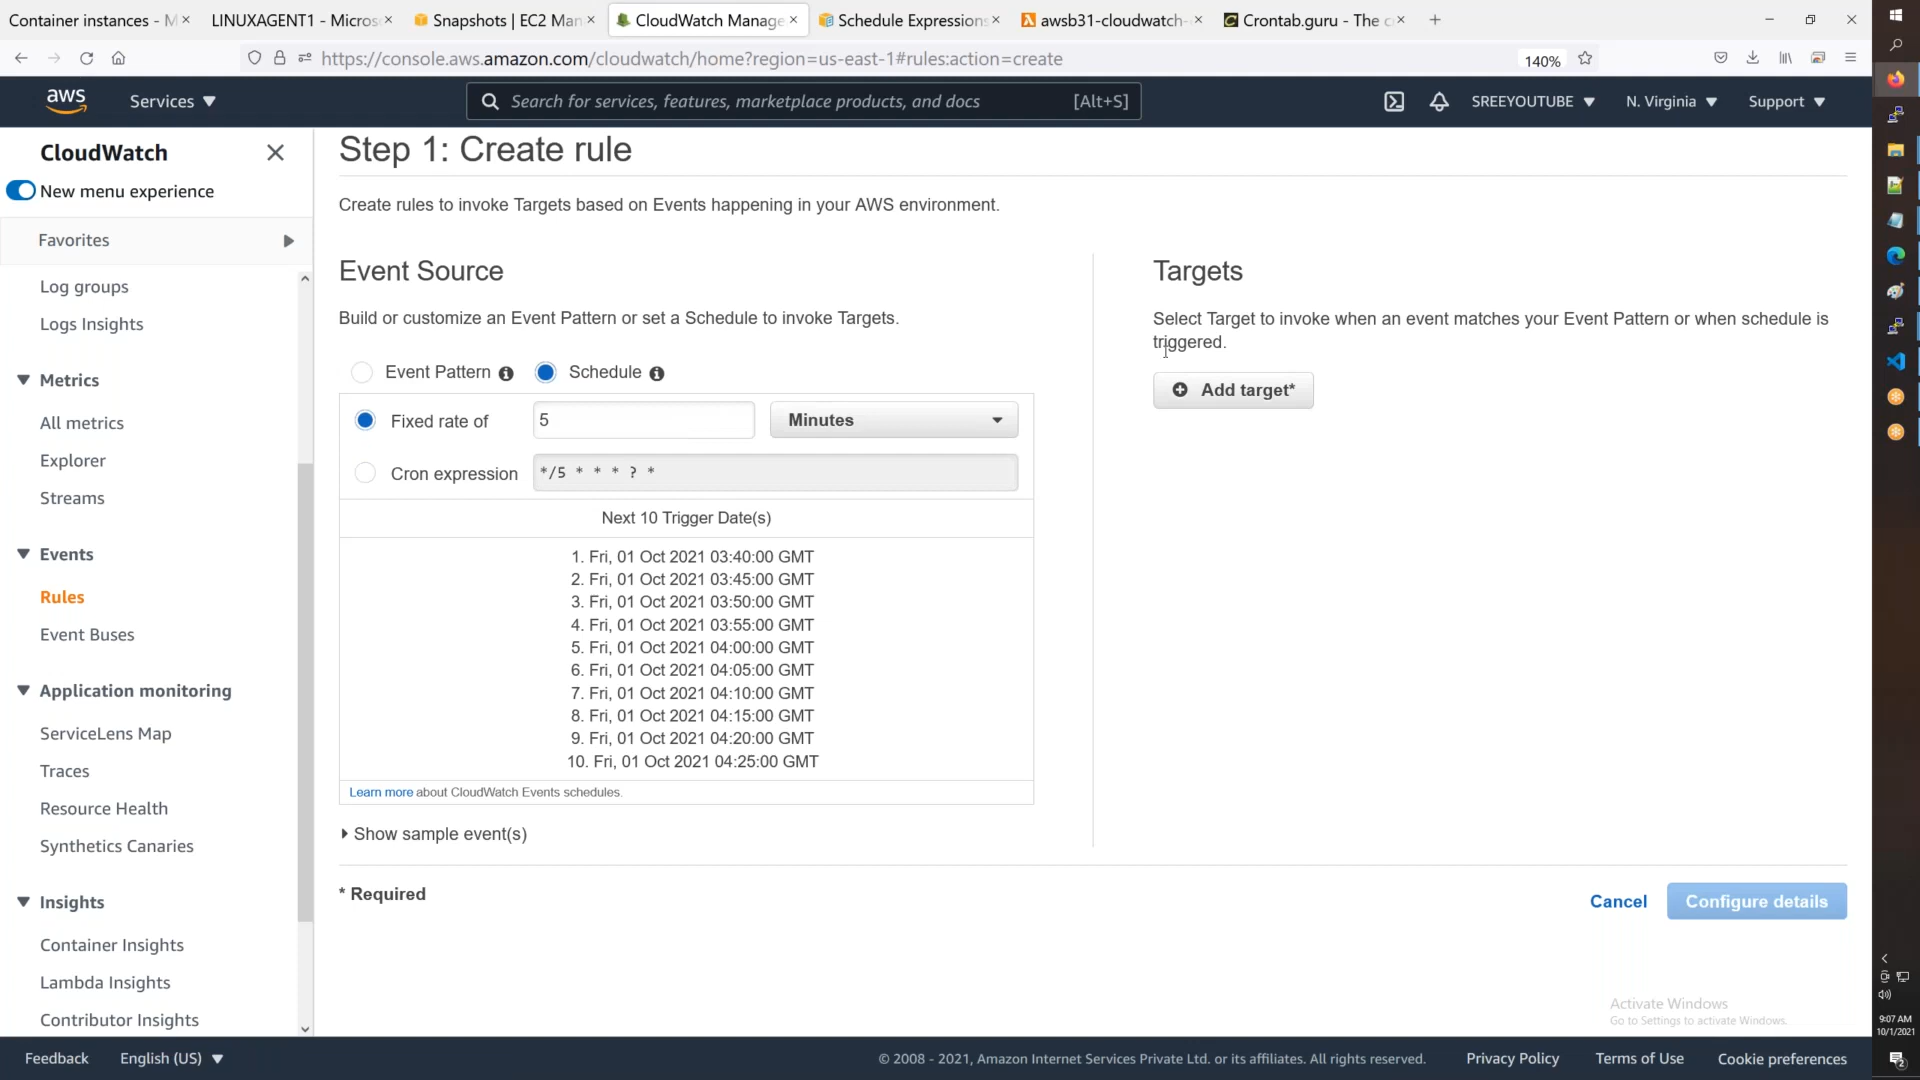 Container instances - M
LINUXAGENT1 - Micros
Snapshots | EC2 Man
CloudWatch Manage
Schedule Expressions
awsb31-cloudwatch-
Crontab.guru - The c
https://console.aws.amazon.com/cloudwatch/home?region=us-east-1#rules:action=create
140%
aws
Services
Search for services, features, marketplace products, and docs
[Alt+S]
SREEYOUTUBE
N. Virginia
Support
CloudWatch
New menu experience
Favorites
Log groups
Logs Insights
Metrics
All metrics
Explorer
Streams
Events
Rules
Event Buses
Application monitoring
ServiceLens Map
Traces
Resource Health
Synthetics Canaries
Insights
Container Insights
Lambda Insights
Contributor Insights
Step 1: Create rule
Create rules to invoke Targets based on Events happening in your AWS environment.
Event Source
Build or customize an Event Pattern or set a Schedule to invoke Targets.
Event Pattern
Schedule
Fixed rate of
5
Minutes
Cron expression
*/5 * * * ? *
Next 10 Trigger Date(s)
1. Fri, 01 Oct 2021 03:40:00 GMT
2. Fri, 01 Oct 2021 03:45:00 GMT
3. Fri, 01 Oct 2021 03:50:00 GMT
4. Fri, 01 Oct 2021 03:55:00 GMT
5. Fri, 01 Oct 2021 04:00:00 GMT
6. Fri, 01 Oct 2021 04:05:00 GMT
7. Fri, 01 Oct 2021 04:10:00 GMT
8. Fri, 01 Oct 2021 04:15:00 GMT
9. Fri, 01 Oct 2021 04:20:00 GMT
10. Fri, 01 Oct 2021 04:25:00 GMT
Learn more about CloudWatch Events schedules.
Show sample event(s)
* Required
Targets
Select Target to invoke when an event matches your Event Pattern or when schedule is
triggered.
Add target*
Cancel
Configure details
Activate Windows
Go to Settings to activate Windows.
Feedback
English (US)
© 2008 - 2021, Amazon Internet Services Private Ltd. or its affiliates. All rights reserved.
Privacy Policy
Terms of Use
Cookie preferences
9:07 AM
10/1/2021
2